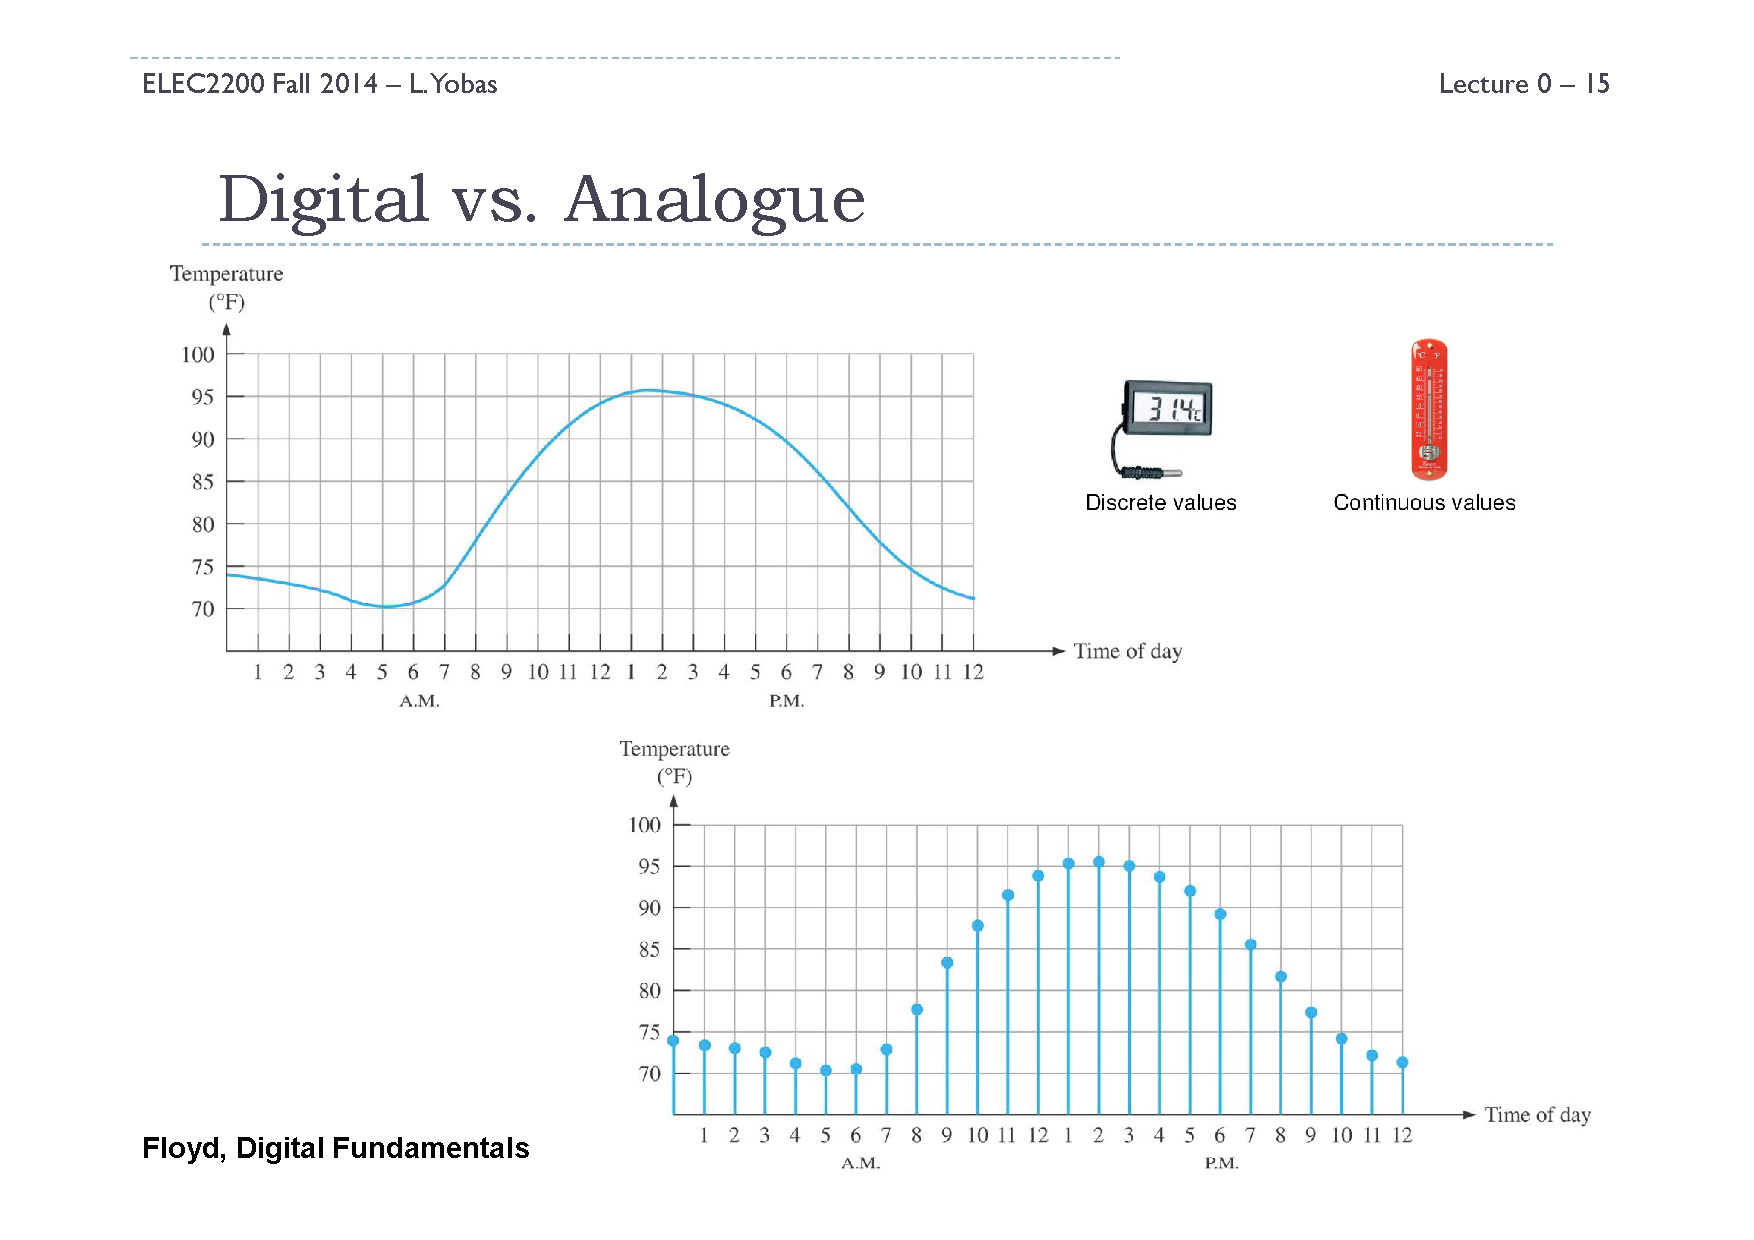 ELEC2200 Fall 2014 – L. Yobas
Lecture 0 – 15
Digital vs. Analogue
Temperature
(°F)
100
95
90
85
80
75
70
1 2 3 4 5 6 7 8 9 10 11 12 1 2 3 4 5 6 7 8 9 10 11 12
A.M. P.M.
Time of day
31.4°C
Discrete values
°C °F
Continuous values
Temperature
(°F)
100
95
90
85
80
75
70
1 2 3 4 5 6 7 8 9 10 11 12 1 2 3 4 5 6 7 8 9 10 11 12
A.M. P.M.
Time of day
Floyd, Digital Fundamentals